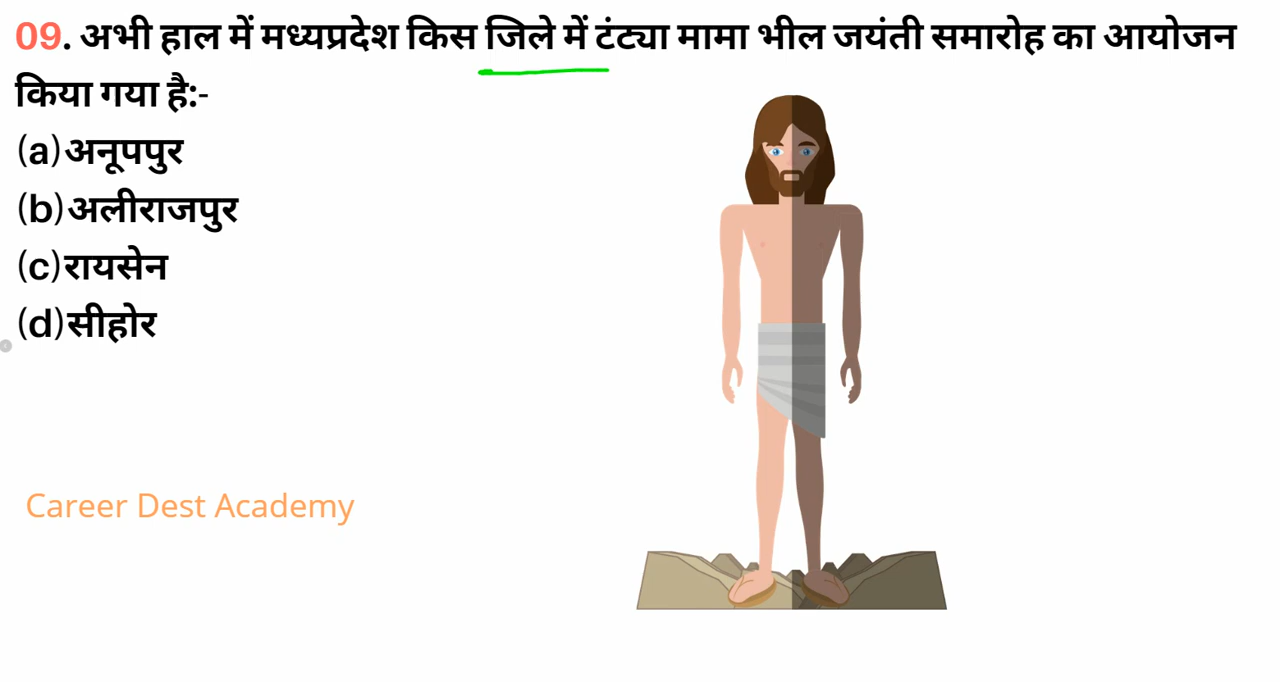 09. अभी हाल में मध्यप्रदेश किस जिले में टंट्या मामा भील जयंती समारोह का आयोजन
किया गया है:-
(a)अनूपपुर
(b)अलीराजपुर
(c)रायसेन
(d)सीहोर
Career Dest Academy